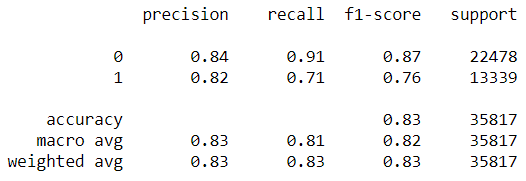 precision recall f1-score support
0 0.84 0.91 0.87 22478
1 0.82 0.71 0.76 13339
accuracy 0.83 35817
macro avg 0.83 0.81 0.82 35817
weighted avg 0.83 0.83 0.83 35817